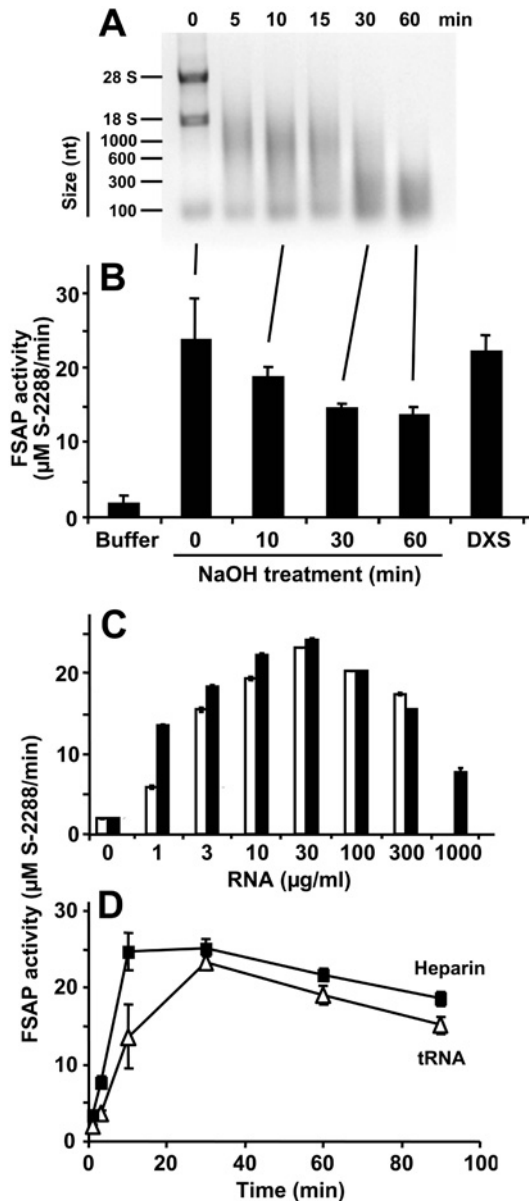 A
0 5 10 15 30 60 min
28 S
18 S
1000
600
300
100
Size (nt)
B
30
20
10
0
FSAP activity
(µM S-2288/min)
Buffer 0 10 30 60 DXS
NaOH treatment (min)
C
20
10
0
0 1 3 10 30 100 300 1000
RNA (µg/ml)
FSAP activity (µM S-2288/min)
D
30
20
10
0
Heparin
tRNA
0 20 40 60 80 100
Time (min)